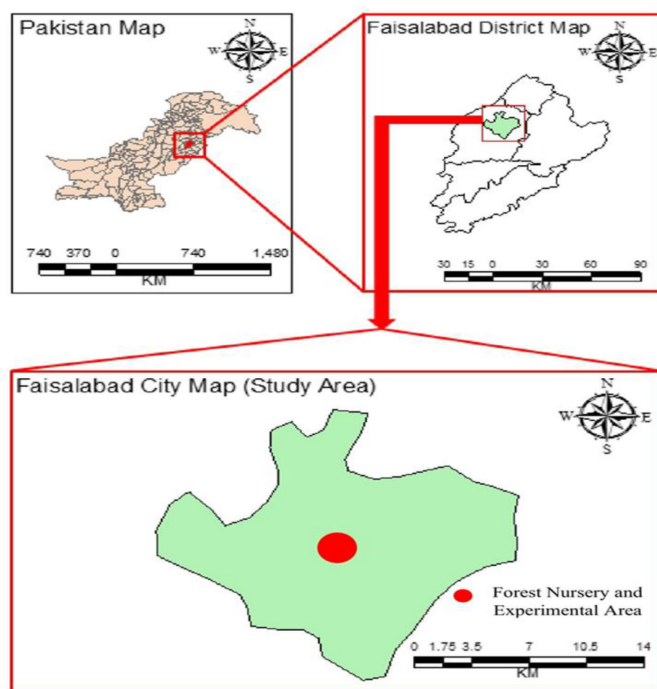 Pakistan Map
N
W E
S
740 370 0 740 1,480
KM
Faisalabad District Map
N
W E
S
30 15 0 30 60 90
KM
Faisalabad City Map (Study Area)
N
W E
S
Forest Nursery and
Experimental Area
0 1.75 3.5 7 10.5 14
KM